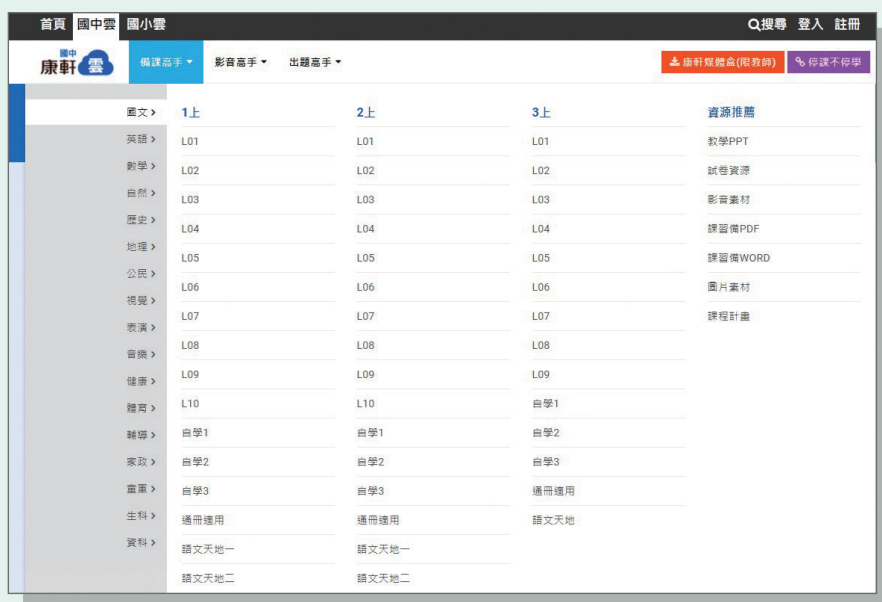 首頁 國中雲 國小雲 搜尋 登入 註冊
國中
康軒 雲 備課高手 影音高手 出題高手 康軒媒體盒(限教師) 停課不停學
國文
英語
數學
自然
歷史
地理
公民
視覺
表演
音樂
健康
體育
輔導
家政
童軍
生科
資科
1上
L01
L02
L03
L04
L05
L06
L07
L08
L09
L10
自學1
自學2
自學3
通冊適用
語文天地一
語文天地二
2上
L01
L02
L03
L04
L05
L06
L07
L08
L09
L10
自學1
自學2
自學3
通冊適用
語文天地一
語文天地二
3上
L01
L02
L03
L04
L05
L06
L07
L08
L09
自學1
自學2
自學3
通冊適用
語文天地
資源推薦
教學PPT
試卷資源
影音素材
課習備PDF
課習備WORD
圖片素材
課程計畫